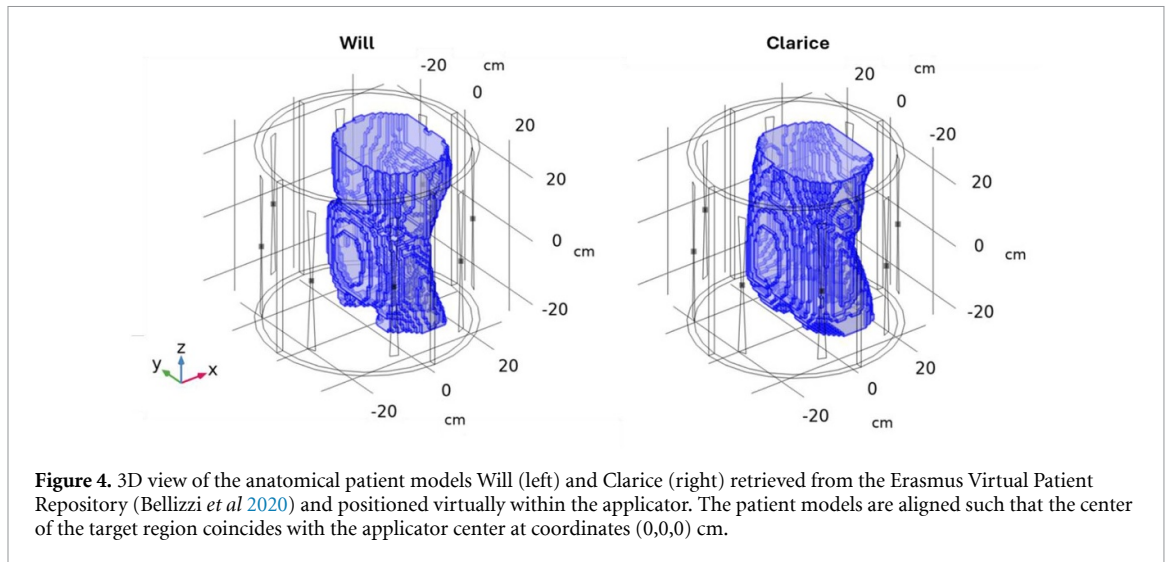 Will
Clarice
-20
cm
0
20
20
0
cm
-20
20
0
-20
cm
20
cm
0
-20
20
0
cm
-20
20
0
-20
cm
z
y
x
Figure 4. 3D view of the anatomical patient models Will (left) and Clarice (right) retrieved from the Erasmus Virtual Patient
Repository (Bellizzi et al 2020) and positioned virtually within the applicator. The patient models are aligned such that the center
of the target region coincides with the applicator center at coordinates (0,0,0) cm.